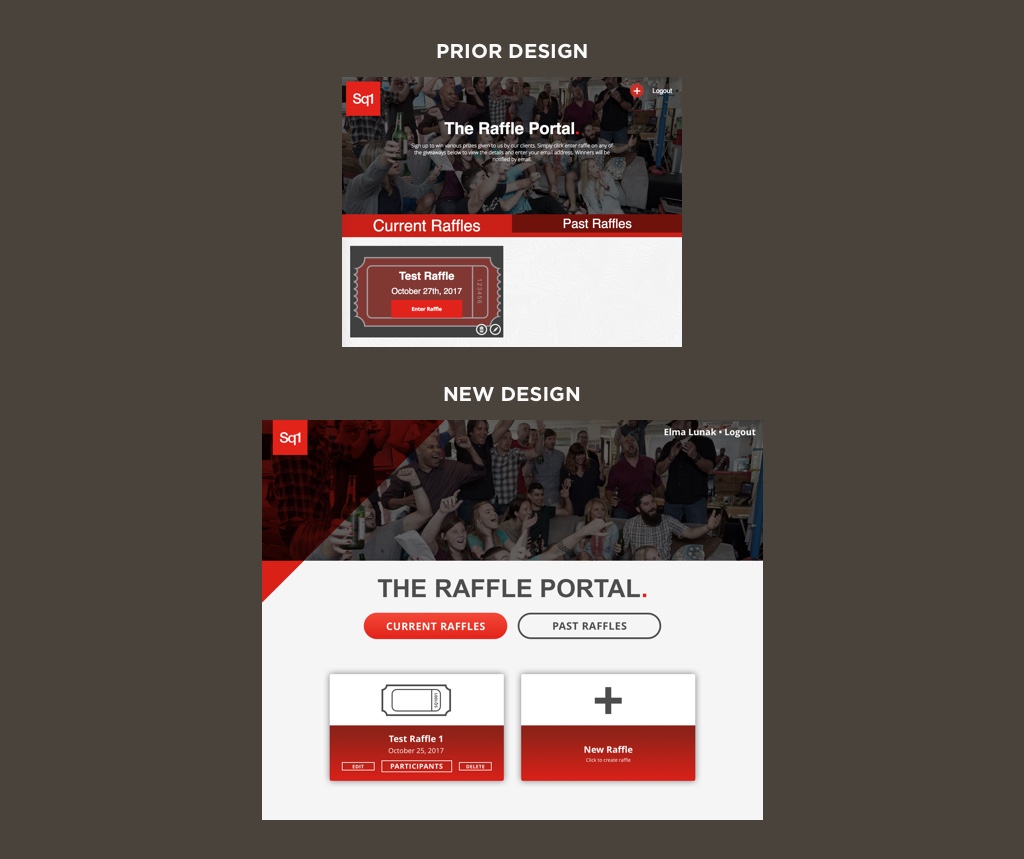 PRIOR DESIGN
Sq1
Logout
The Raffle Portal.
Sign up to win various prizes given to us by our clients. Simply click enter raffle on any of
the giveaways below to view the details and enter your email address. Winners will be
notified by email.
Current Raffles
Past Raffles
Test Raffle
October 27th, 2017
Enter Raffle
123456
NEW DESIGN
Sq1
Elma Lunak • Logout
THE RAFFLE PORTAL.
CURRENT RAFFLES
PAST RAFFLES
Test Raffle 1
October 25, 2017
EDIT
PARTICIPANTS
DELETE
New Raffle
Click to create raffle